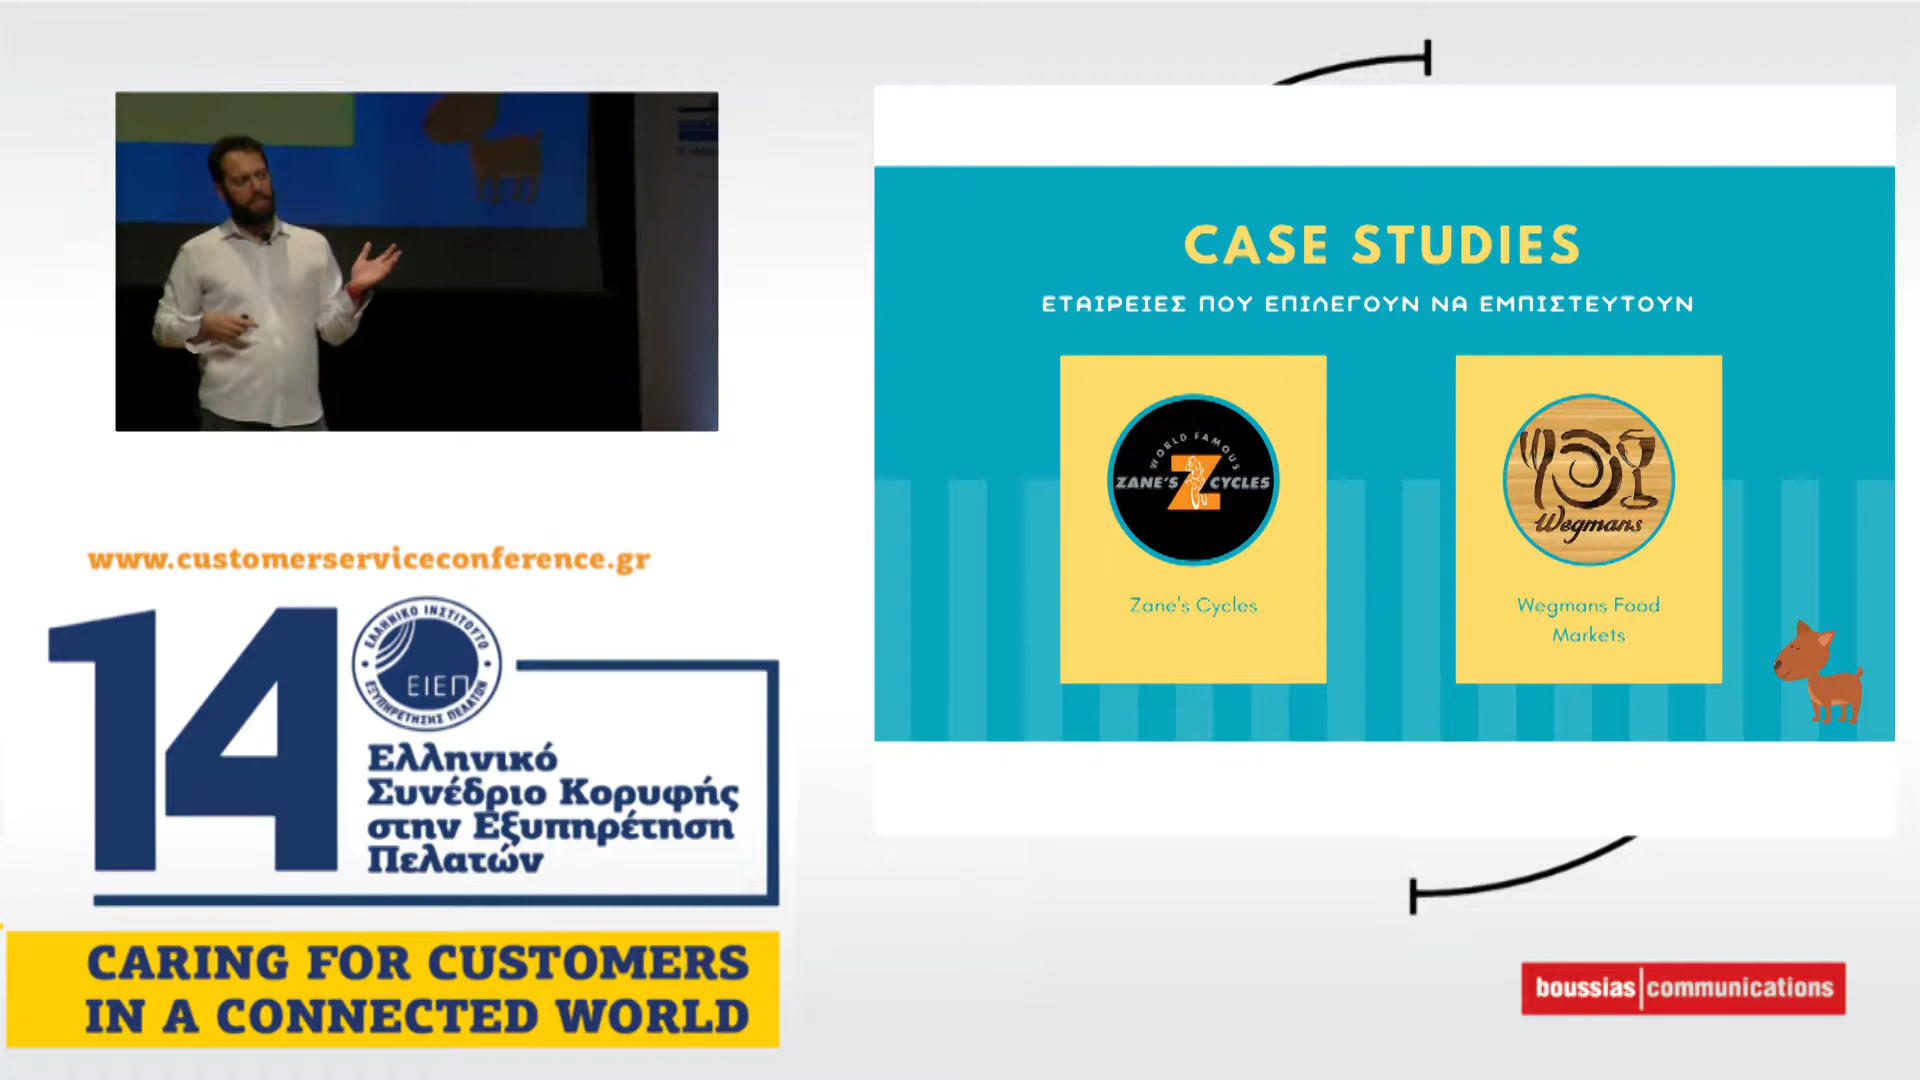 CASE STUDIES
ΕΤΑΙΡΕΙΕΣ ΠΟΥ ΕΠΙΛΕΓΟΥΝ ΝΑ ΕΜΠΙΣΤΕΥΤΟΥΝ
WORLD FAMOUS
ZANE'S Z CYCLES
Zane's Cycles
Wegmans
Wegmans Food
Markets
www.customerserviceconference.gr
14
ΕΛΛΗΝΙΚΟ ΙΝΣΤΙΤΟΥΤΟ
ΕΙΕΠ
ΕΞΥΠΗΡΕΤΗΣΗΣ ΠΕΛΑΤΩΝ
Ελληνικό
Συνέδριο Κορυφής
στην Εξυπηρέτηση
Πελατών
CARING FOR CUSTOMERS
IN A CONNECTED WORLD
boussias|communications